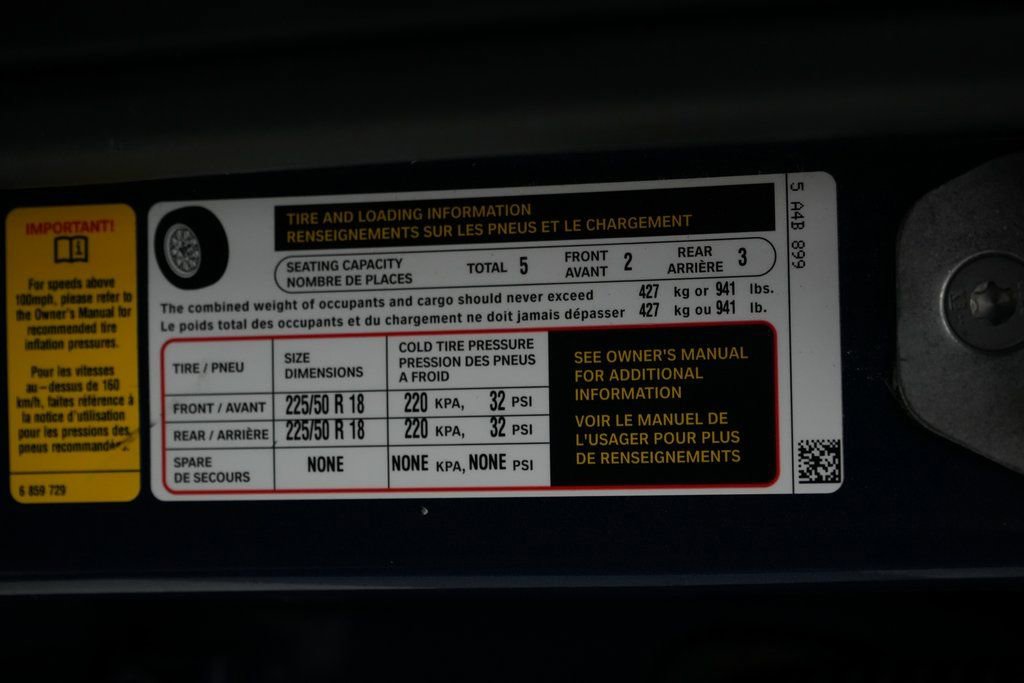 IMPORTANT!
For speeds above
100mph, please refer to
the Owner's Manual for
recommended tire
inflation pressures.
Pour les vitesses
au-dessus de 160
km/h, faites référence à
la notice d'utilisation
pour les pressions des
pneus recommandées.
6 859 729
TIRE AND LOADING INFORMATION
RENSEIGNEMENTS SUR LES PNEUS ET LE CHARGEMENT
SEATING CAPACITY
NOMBRE DE PLACES
TOTAL 5
FRONT
AVANT 2
REAR
ARRIÈRE 3
The combined weight of occupants and cargo should never exceed 427 kg or 941 lbs.
Le poids total des occupants et du chargement ne doit jamais dépasser 427 kg ou 941 lb.
TIRE / PNEU
SIZE
DIMENSIONS
COLD TIRE PRESSURE
PRESSION DES PNEUS
A FROID
FRONT / AVANT 225/50 R 18 220 KPA, 32 PSI
REAR / ARRIÈRE 225/50 R 18 220 KPA, 32 PSI
SPARE
DE SECOURS NONE NONE KPA, NONE PSI
SEE OWNER'S MANUAL
FOR ADDITIONAL
INFORMATION
VOIR LE MANUEL DE
L'USAGER POUR PLUS
DE RENSEIGNEMENTS
5 A4B 899